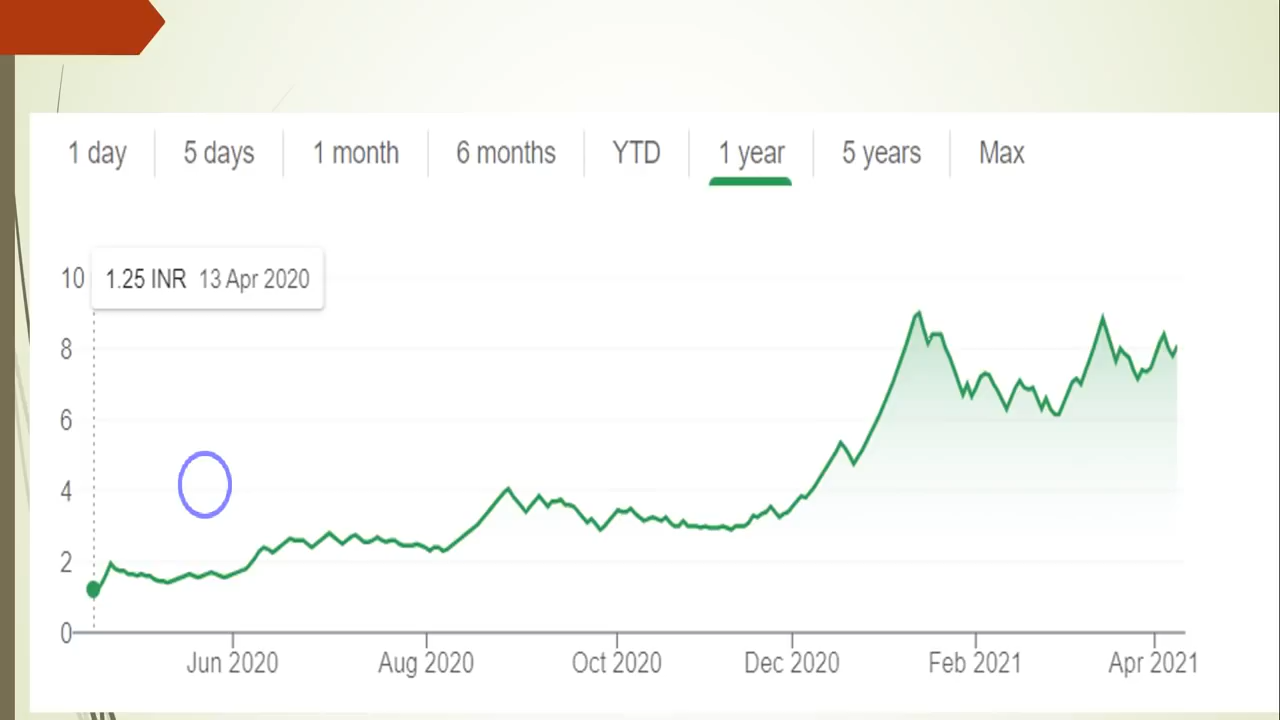 1 day 5 days 1 month 6 months YTD 1 year 5 years Max
10
1.25 INR 13 Apr 2020
8
6
4
2
0
Jun 2020 Aug 2020 Oct 2020 Dec 2020 Feb 2021 Apr 2021